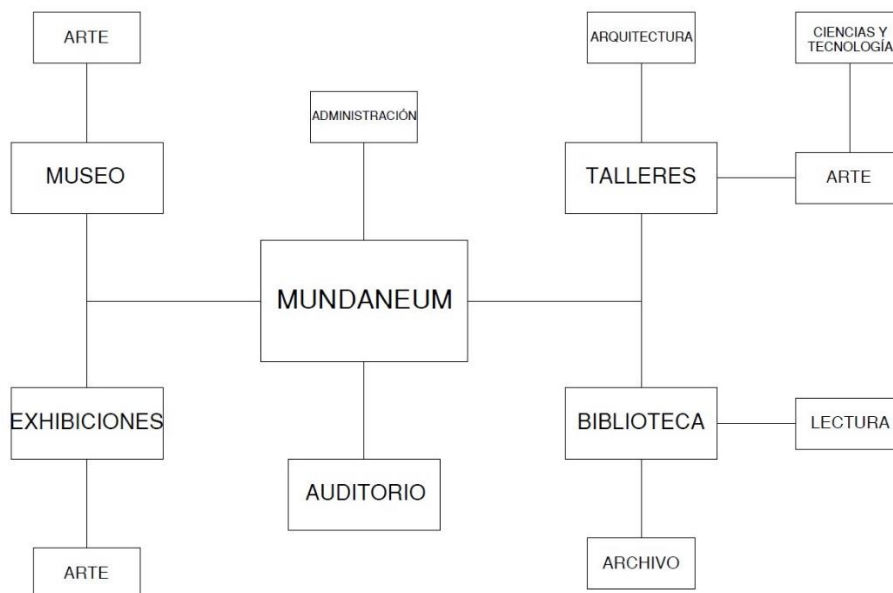 ARTE
ARQUITECTURA
CIENCIAS Y
TECNOLOGÍA
ADMINISTRACIÓN
MUSEO
TALLERES
ARTE
MUNDANEUM
EXHIBICIONES
BIBLIOTECA
LECTURA
AUDITORIO
ARTE
ARCHIVO